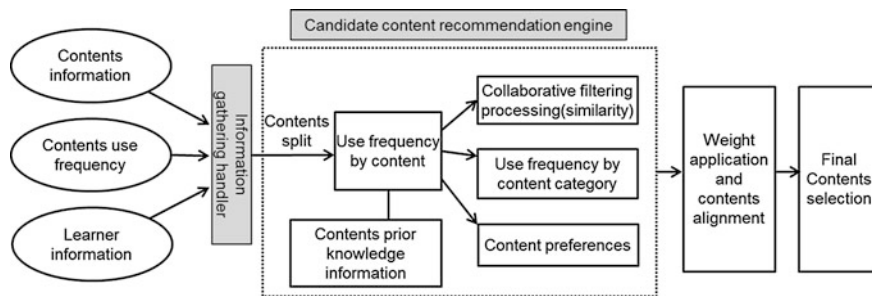 Candidate content recommendation engine
Contents
information
Contents use
frequency
Learner
information
Information
gathering handler
Contents
split
Use frequency
by content
Contents prior
knowledge
information
Collaborative filtering
processing(similarity)
Use frequency by
content category
Content preferences
Weight
application
and
contents
alignment
Final
Contents
selection